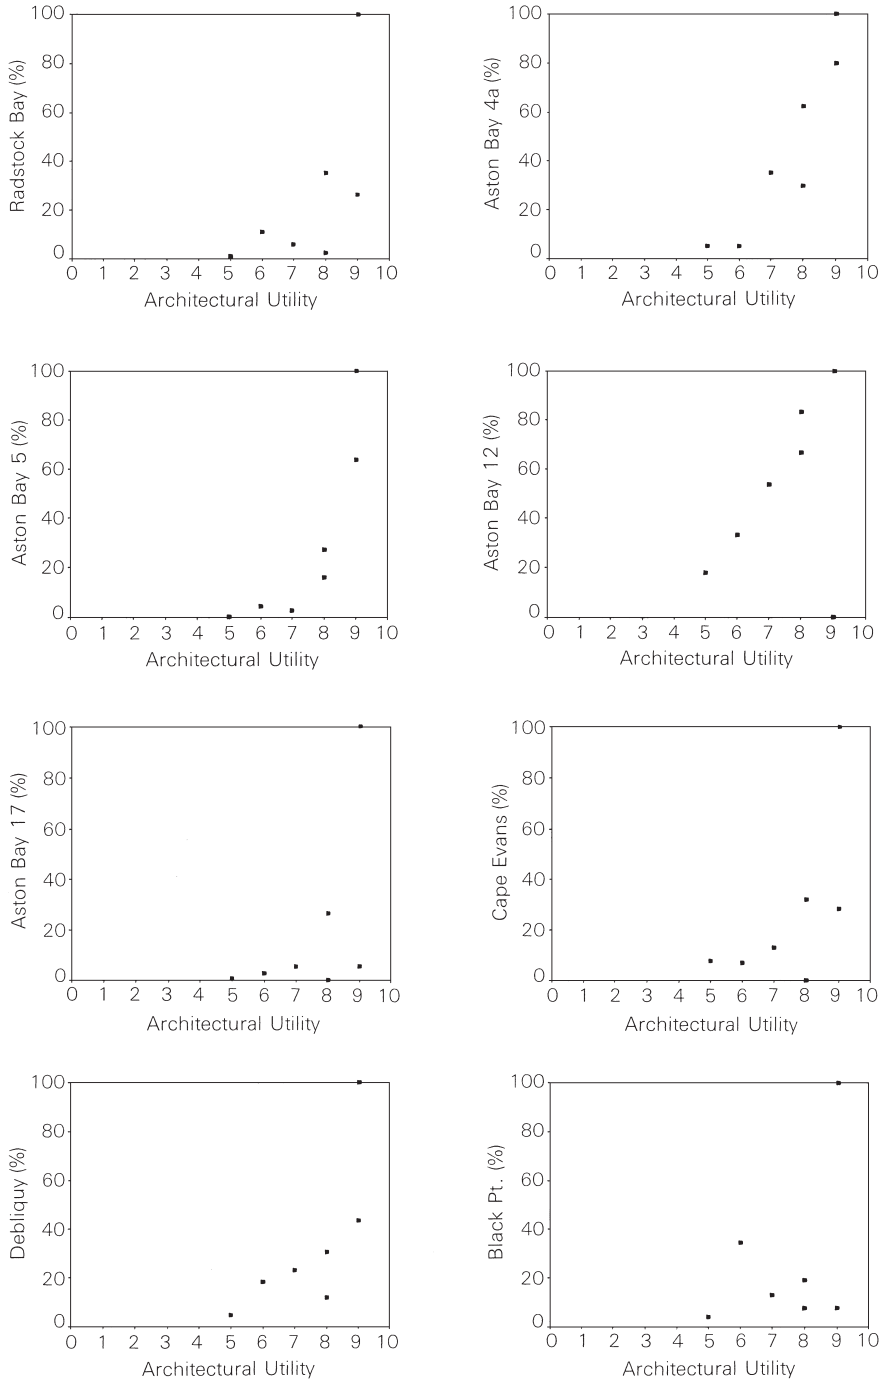 Radstock Bay (%)
100
80
60
40
20
0
0 1 2 3 4 5 6 7 8 9 10
Architectural Utility
Aston Bay 4a (%)
100
80
60
40
20
0
0 1 2 3 4 5 6 7 8 9 10
Architectural Utility
Aston Bay 5 (%)
100
80
60
40
20
0
0 1 2 3 4 5 6 7 8 9 10
Architectural Utility
Aston Bay 12 (%)
100
80
60
40
20
0
0 1 2 3 4 5 6 7 8 9 10
Architectural Utility
Aston Bay 17 (%)
100
80
60
40
20
0
0 1 2 3 4 5 6 7 8 9 10
Architectural Utility
Cape Evans (%)
100
80
60
40
20
0
0 1 2 3 4 5 6 7 8 9 10
Architectural Utility
Debliquy (%)
100
80
60
40
20
0
0 1 2 3 4 5 6 7 8 9 10
Architectural Utility
Black Pt. (%)
100
80
60
40
20
0
0 1 2 3 4 5 6 7 8 9 10
Architectural Utility